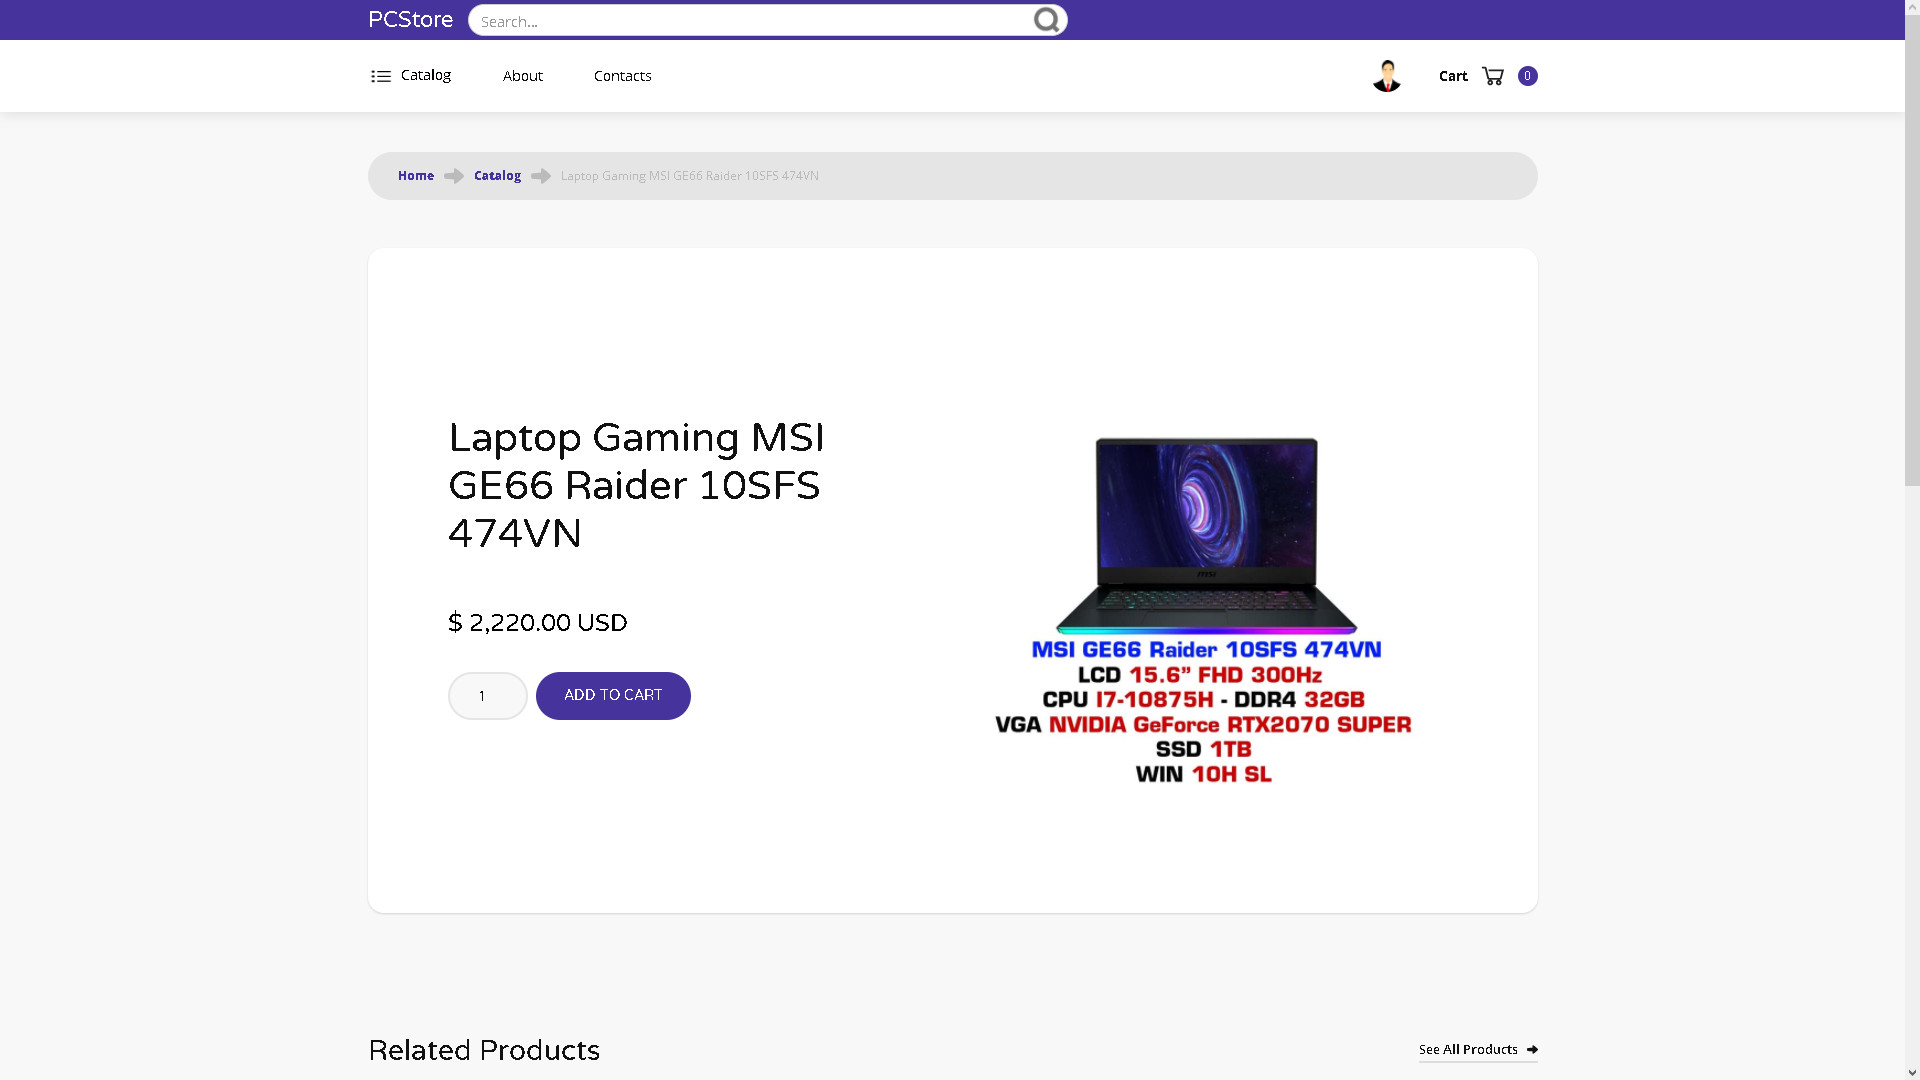 PCStore
Search...
Catalog
About
Contacts
Cart
0
Home
Catalog
Laptop Gaming MSI GE66 Raider 10SFS 474VN
Laptop Gaming MSI
GE66 Raider 10SFS
474VN
$ 2,220.00 USD
1
ADD TO CART
MSI
MSI GE66 Raider 10SFS 474VN
LCD 15.6” FHD 300Hz
CPU I7-10875H - DDR4 32GB
VGA NVIDIA GeForce RTX2070 SUPER
SSD 1TB
WIN 10H SL
Related Products
See All Products